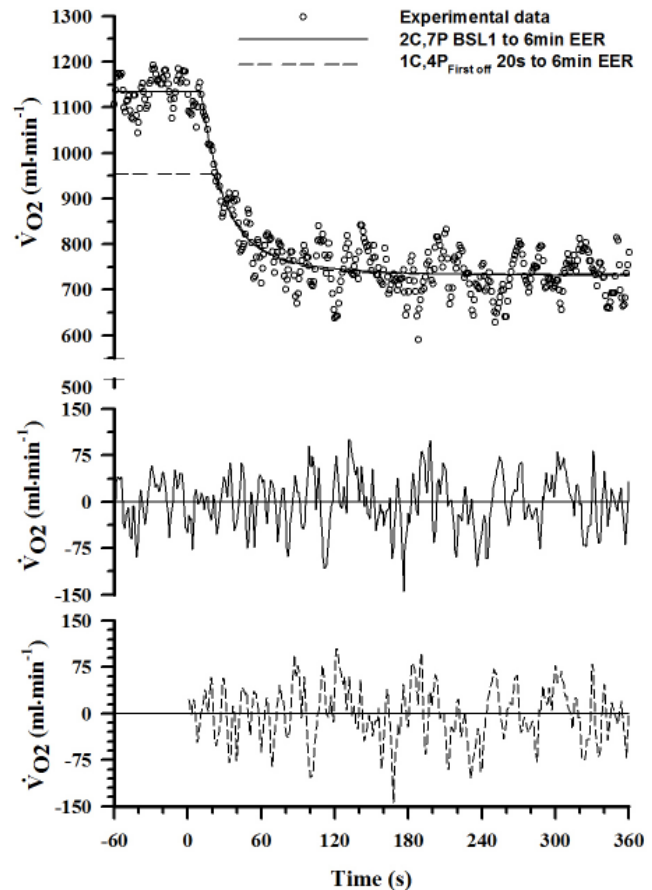 Experimental data
2C,7P BSL1 to 6min EER
1C,4P First off 20s to 6min EER
1300
1200
1100
1000
900
800
700
600
500
V̇O2 (ml·min⁻¹)
150
75
0
-75
-150
V̇O2 (ml·min⁻¹)
150
75
0
-75
-150
V̇O2 (ml·min⁻¹)
-60 0 60 120 180 240 300 360
Time (s)